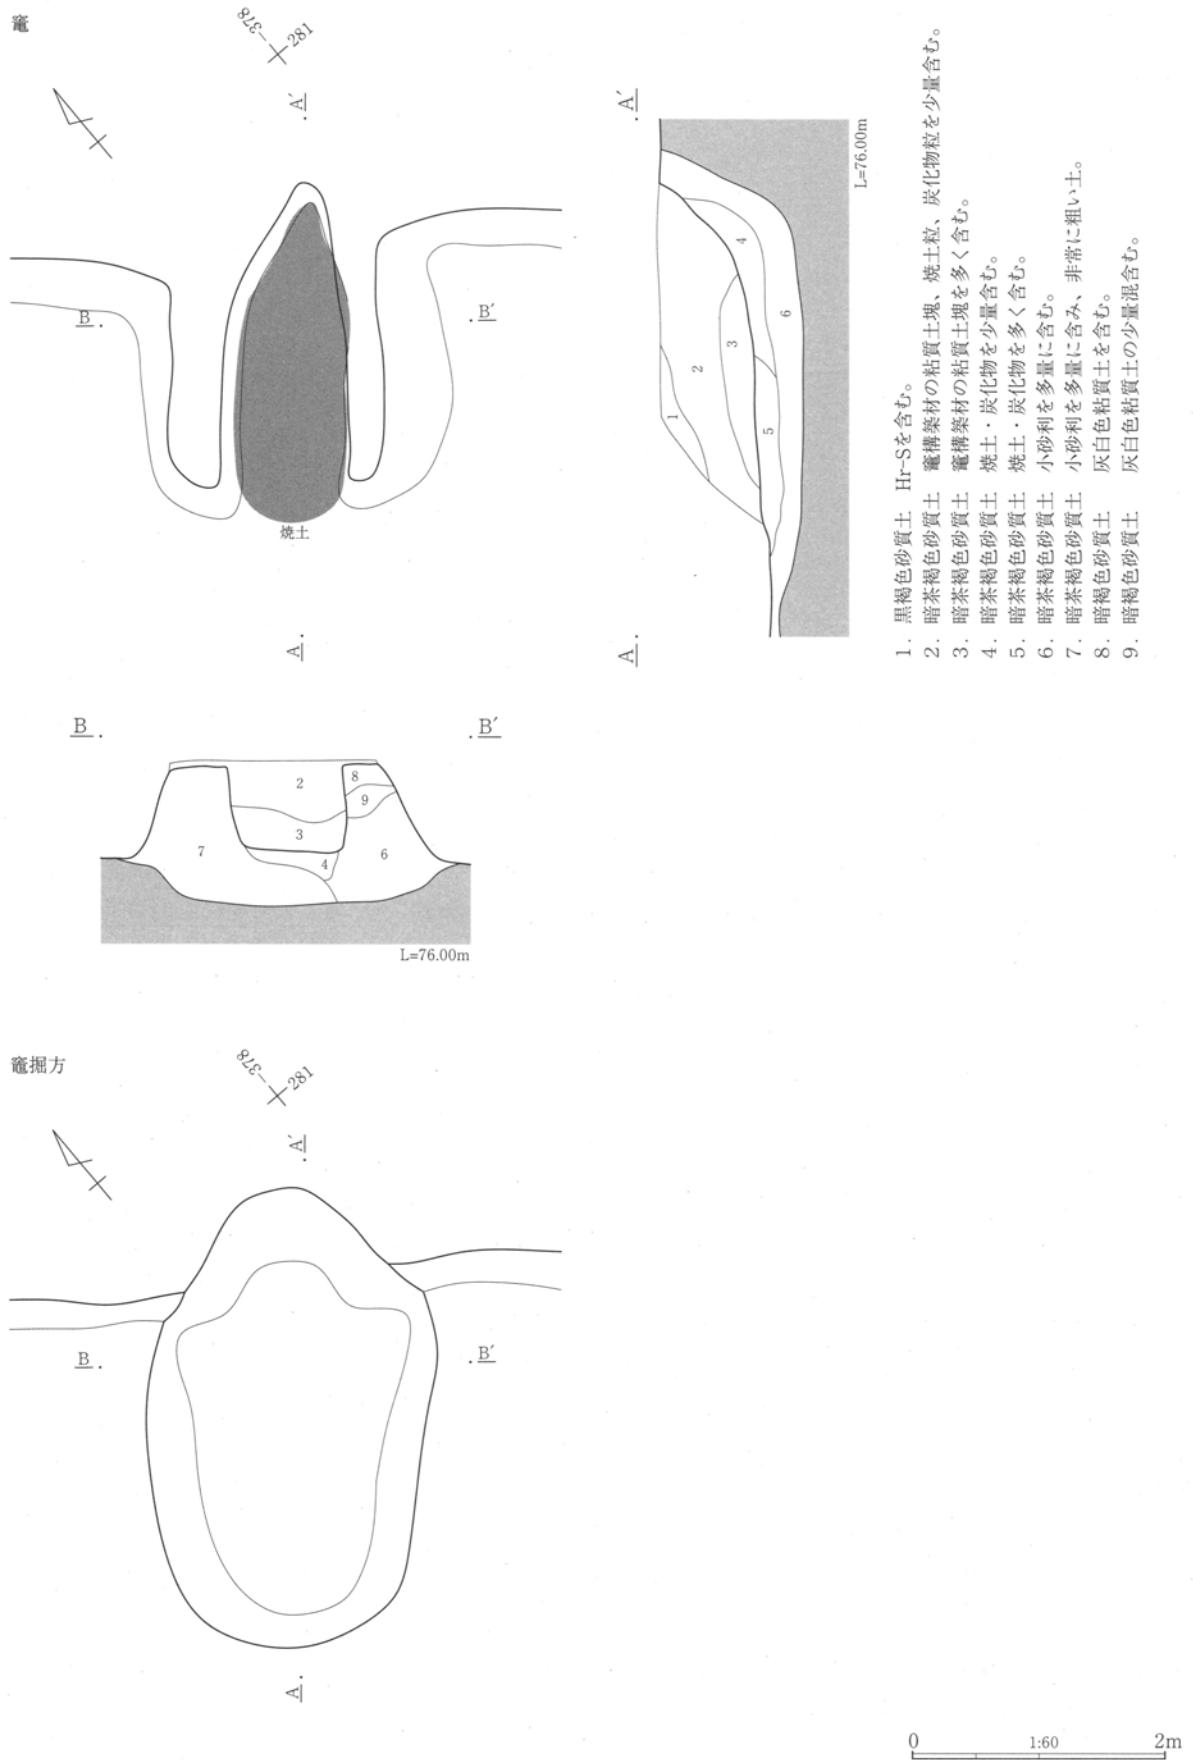 竈
-378
281
A′
B
B′
焼土
A
A′
L=76.00m
1
2
3
4
5
6
A
1. 黒褐色砂質土 Hr-Sを含む。
2. 暗茶褐色砂質土 竈構築材の粘質土塊、焼土粒、炭化物粒を少量含む。
3. 暗茶褐色砂質土 竈構築材の粘質土塊を多く含む。
4. 暗茶褐色砂質土 焼土・炭化物を少量含む。
5. 暗茶褐色砂質土 焼土・炭化物を多く含む。
6. 暗茶褐色砂質土 小砂利を多量に含む。
7. 暗茶褐色砂質土 小砂利を多量に含み、非常に粗い土。
8. 暗褐色砂質土 灰白色粘質土を含む。
9. 暗褐色砂質土 灰白色粘質土の少量混含む。
B
B′
2
8
9
3
7
4
6
L=76.00m
竈掘方
-378
281
A′
B
B′
A
0 1:60 2m